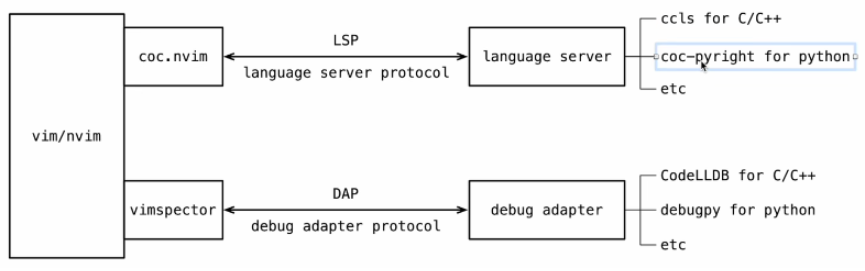 vim/nvim
coc.nvim
LSP
language server protocol
language server
ccls for C/C++
coc-pyright for python
etc
vimspector
DAP
debug adapter protocol
debug adapter
CodeLLDB for C/C++
debugpy for python
etc